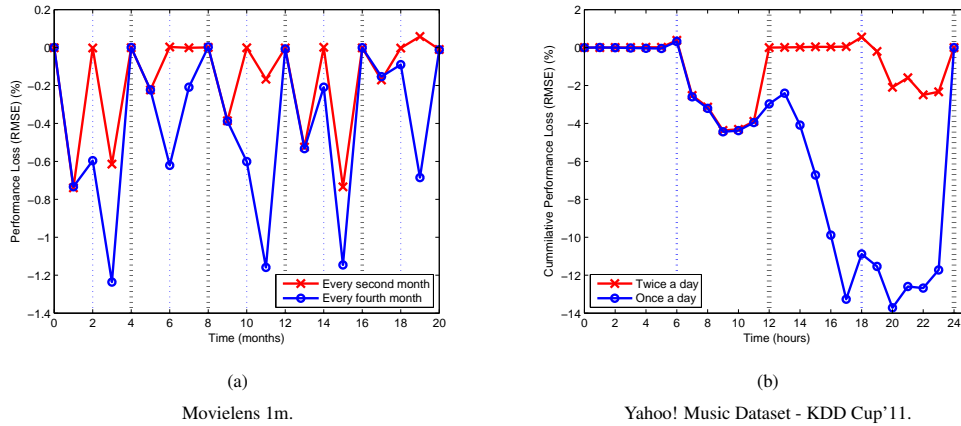 0.2
0
−0.2
−0.4
−0.6
−0.8
−1
−1.2
−1.4
Performance Loss (RMSE) (%)
0 2 4 6 8 10 12 14 16 18 20
Time (months)
Every second month
Every fourth month
(a)
Movielens 1m.
2
0
−2
−4
−6
−8
−10
−12
−14
Cummilative Performance Loss (RMSE) (%)
0 2 4 6 8 10 12 14 16 18 20 22 24
Time (hours)
Twice a day
Once a day
(b)
Yahoo! Music Dataset - KDD Cup'11.